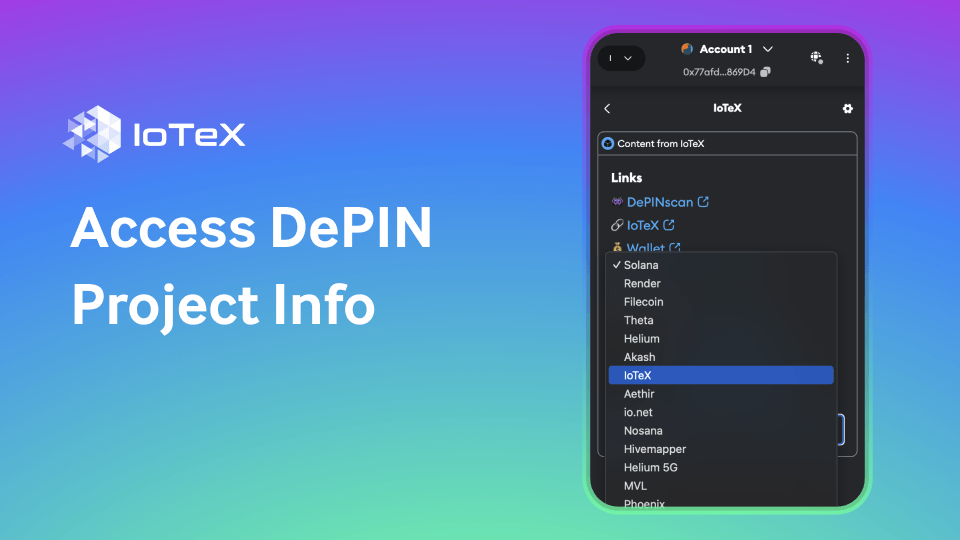 IoTeX
Access DePIN
Project Info
Account 1
0x77afd...869D4
IoTeX
Content from IoTeX
Links
DePINscan
IoTeX
Wallet
✓ Solana
Render
Filecoin
Theta
Helium
Akash
IoTeX
Aethir
io.net
Nosana
Hivemapper
Helium 5G
MVL
Phoenix